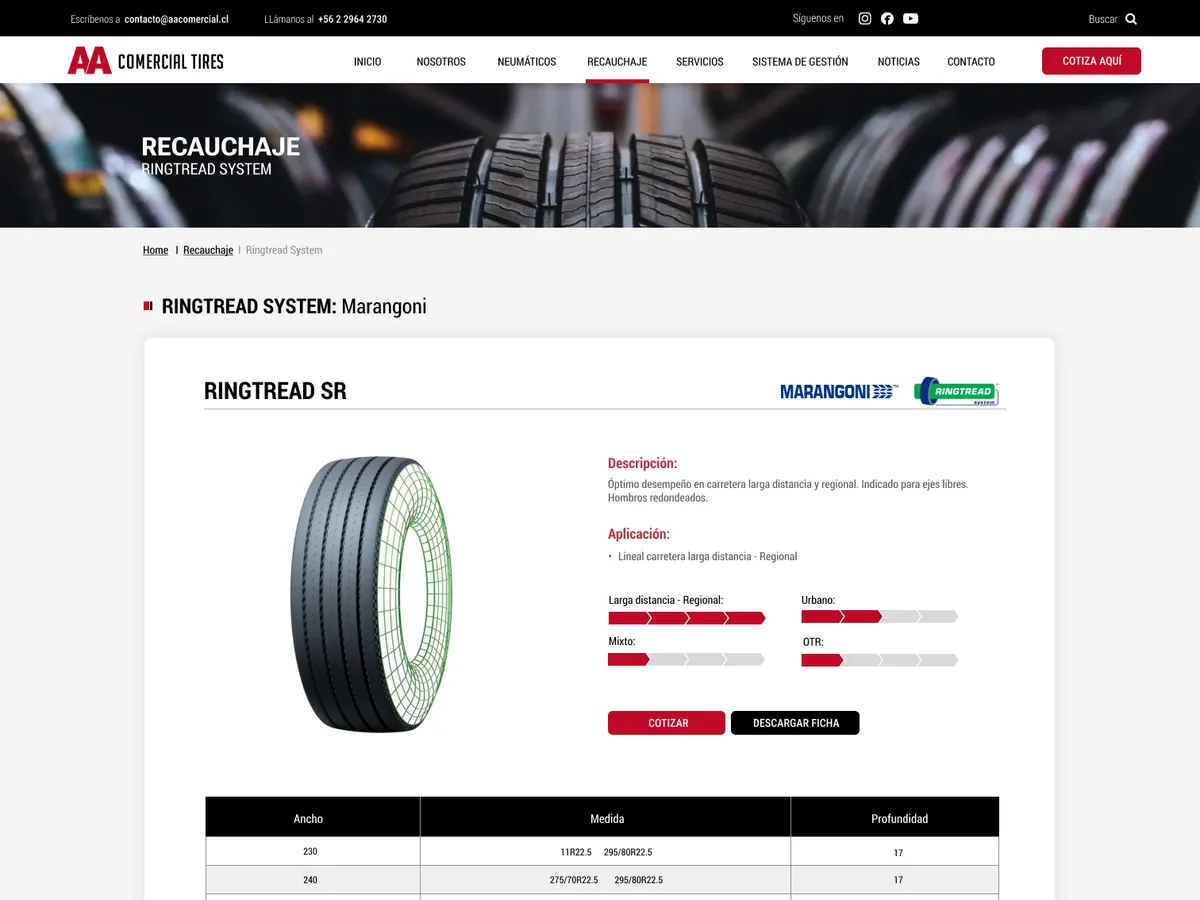 Escríbenos a contacto@aacomercial.cl LLámanos al +56 2 2964 2730 Síguenos en Buscar
AA COMERCIAL TIRES INICIO NOSOTROS NEUMÁTICOS RECAUCHAJE SERVICIOS SISTEMA DE GESTIÓN NOTICIAS CONTACTO COTIZA AQUÍ
RECAUCHAJE
RINGTREAD SYSTEM
Home I Recauchaje I Ringtread System
RINGTREAD SYSTEM: Marangoni
RINGTREAD SR MARANGONI™ RINGTREAD system
Descripción:
Óptimo desempeño en carretera larga distancia y regional. Indicado para ejes libres.
Hombros redondeados.
Aplicación:
• Lineal carretera larga distancia - Regional
Larga distancia - Regional: Urbano:
Mixto: OTR:
COTIZAR DESCARGAR FICHA
Ancho Medida Profundidad
230 11R22.5 295/80R22.5 17
240 275/70R22.5 295/80R22.5 17